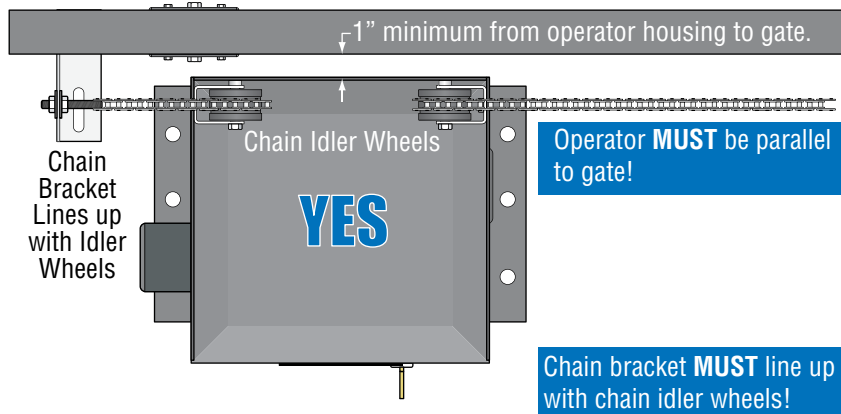 1” minimum from operator housing to gate.
Chain Idler Wheels
Chain
Bracket
Lines up
with Idler
Wheels
YES
Operator MUST be parallel
to gate!
Chain bracket MUST line up
with chain idler wheels!